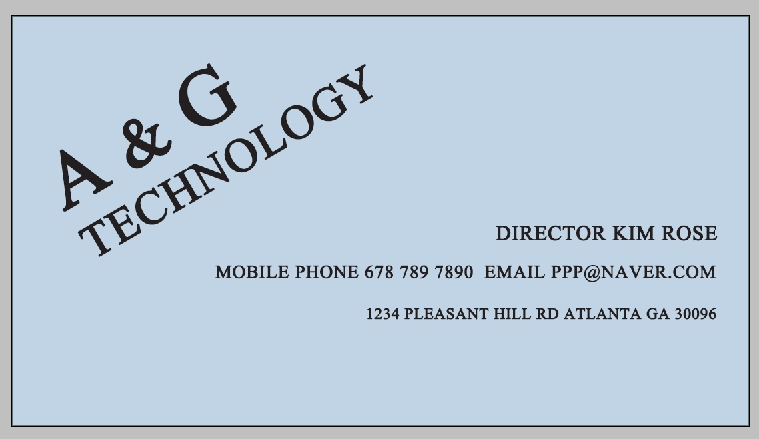 A & G
TECHNOLOGY
DIRECTOR KIM ROSE
MOBILE PHONE 678 789 7890 EMAIL PPP@NAVER.COM
1234 PLEASANT HILL RD ATLANTA GA 30096